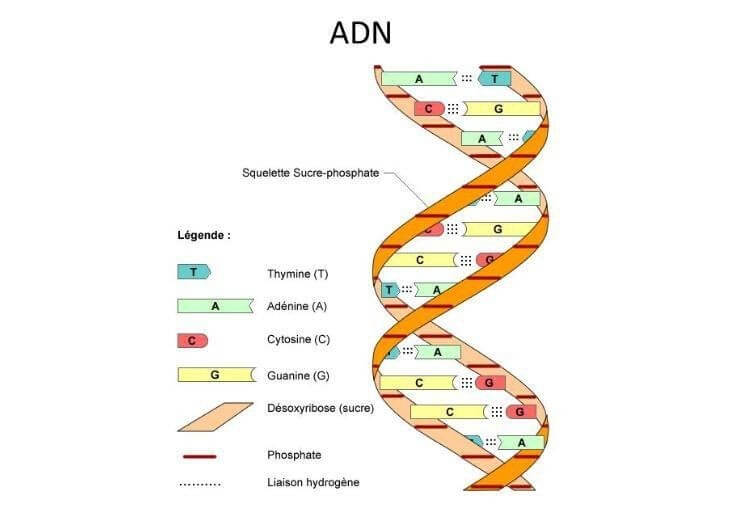 ADN
A T
C G
A
Squelette Sucre-phosphate
A
C G
Légende :
C G
T Thymine (T)
T A
A Adénine (A)
C Cytosine (C)
A
G Guanine (G)
C G
Désoxyribose (sucre)
C G
A
Phosphate
Liaison hydrogène